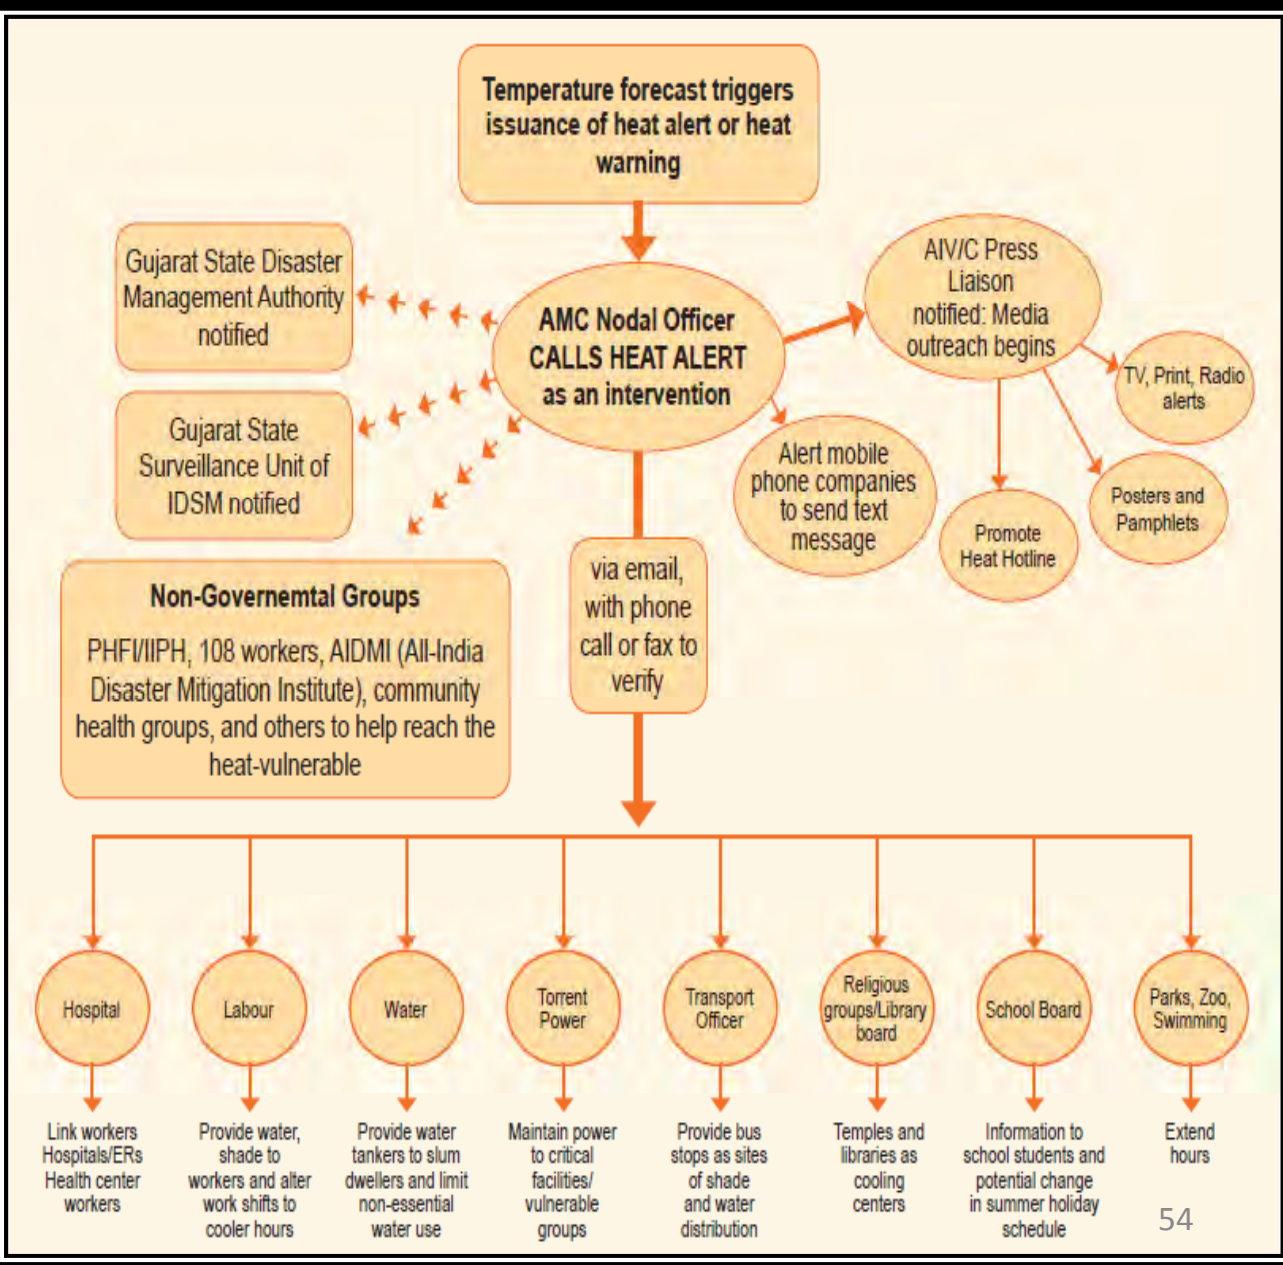 Temperature forecast triggers
issuance of heat alert or heat
warning
Gujarat State Disaster
Management Authority
notified
AMC Nodal Officer
CALLS HEAT ALERT
as an intervention
AIV/C Press
Liaison
notified: Media
outreach begins
TV, Print, Radio
alerts
Gujarat State
Surveillance Unit of
IDSM notified
Alert mobile
phone companies
to send text
message
Posters and
Pamphlets
Promote
Heat Hotline
Non-Governemtal Groups
PHFI/IIPH, 108 workers, AIDMI (All-India
Disaster Mitigation Institute), community
health groups, and others to help reach the
heat-vulnerable
via email,
with phone
call or fax to
verify
Hospital
Labour
Water
Torrent
Power
Transport
Officer
Religious
groups/Library
board
School Board
Parks, Zoo,
Swimming
Link workers
Hospitals/ERs
Health center
workers
Provide water,
shade to
workers and alter
work shifts to
cooler hours
Provide water
tankers to slum
dwellers and limit
non-essential
water use
Maintain power
to critical
facilities/
vulnerable
groups
Provide bus
stops as sites
of shade
and water
distribution
Temples and
libraries as
cooling
centers
Information to
school students and
potential change
in summer holiday
schedule
Extend
hours
54